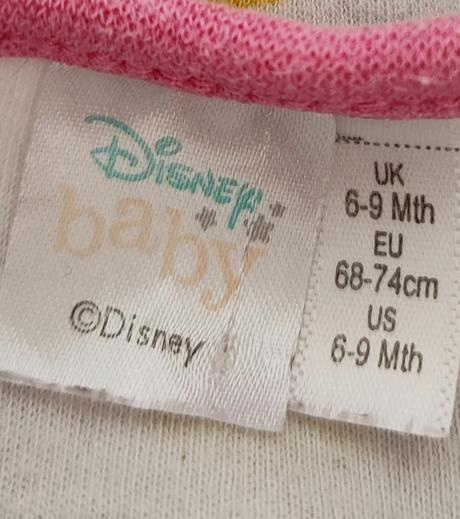 Disney
baby
©Disney
UK
6-9 Mth
EU
68-74cm
US
6-9 Mth